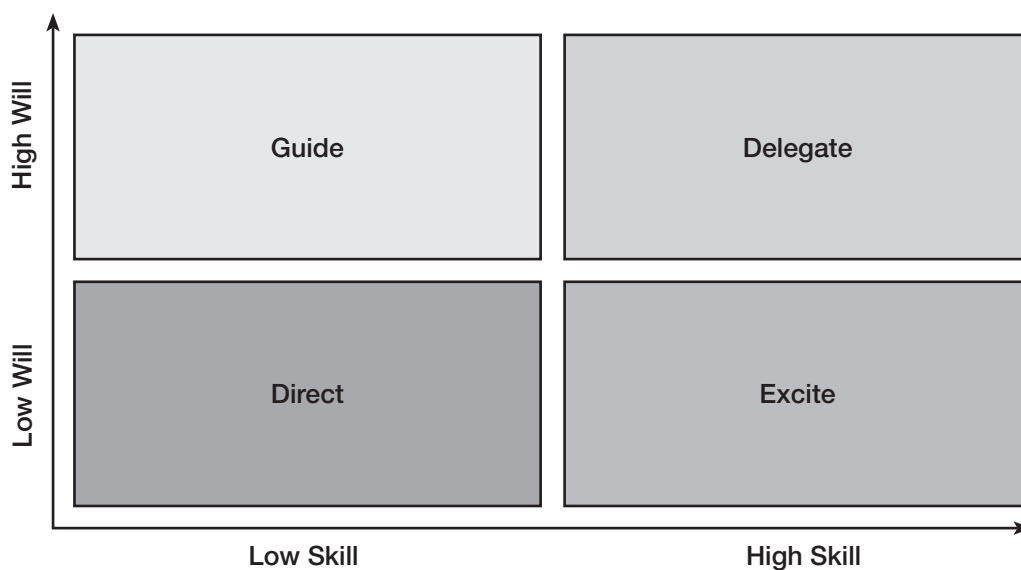 High Will
Guide
Delegate
Low Will
Direct
Excite
Low Skill
High Skill